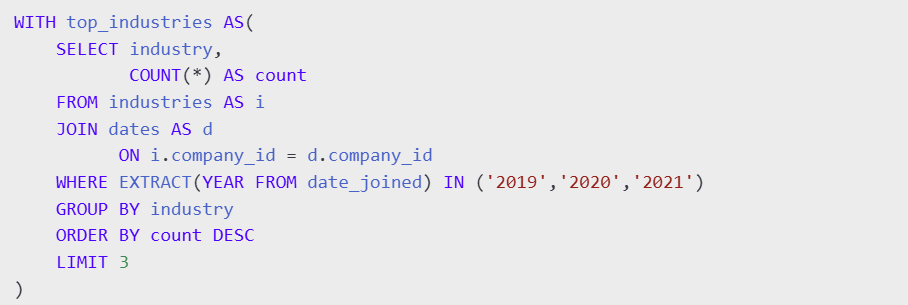 WITH top_industries AS(
    SELECT industry,
           COUNT(*) AS count
    FROM industries AS i
    JOIN dates AS d
          ON i.company_id = d.company_id
    WHERE EXTRACT(YEAR FROM date_joined) IN ('2019','2020','2021')
    GROUP BY industry
    ORDER BY count DESC
    LIMIT 3
)